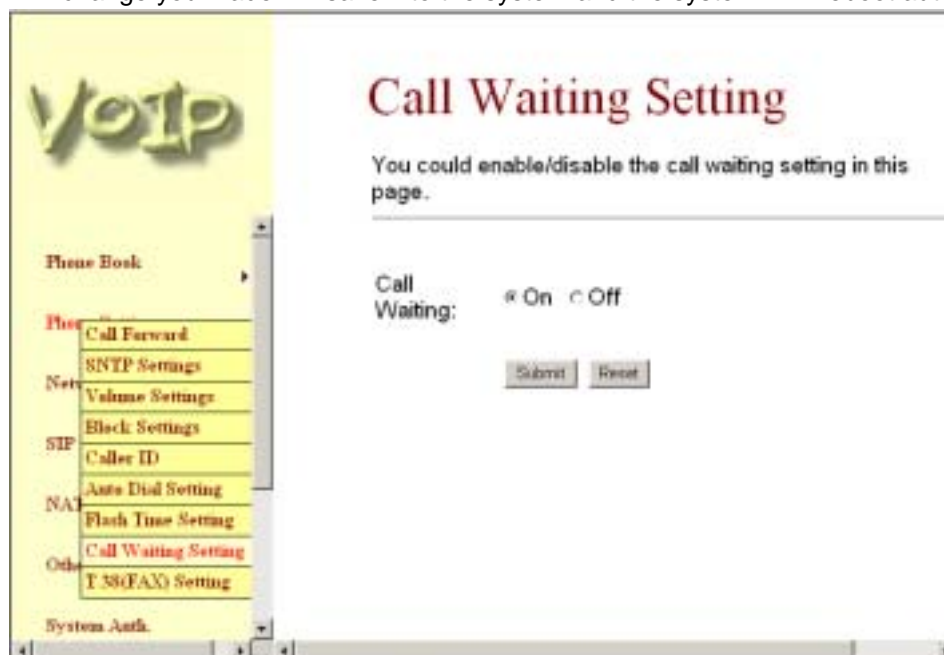 VOIP
Call Waiting Setting
You could enable/disable the call waiting setting in this
page.
Phone Book
Call
Waiting:
On Off
Submit Reset
Call Forward
SNTP Settings
Volume Settings
Block Settings
SIP
Caller ID
Auto Dial Setting
Flash Time Setting
Call Waiting Setting
T.38(FAX) Setting
System Auth.